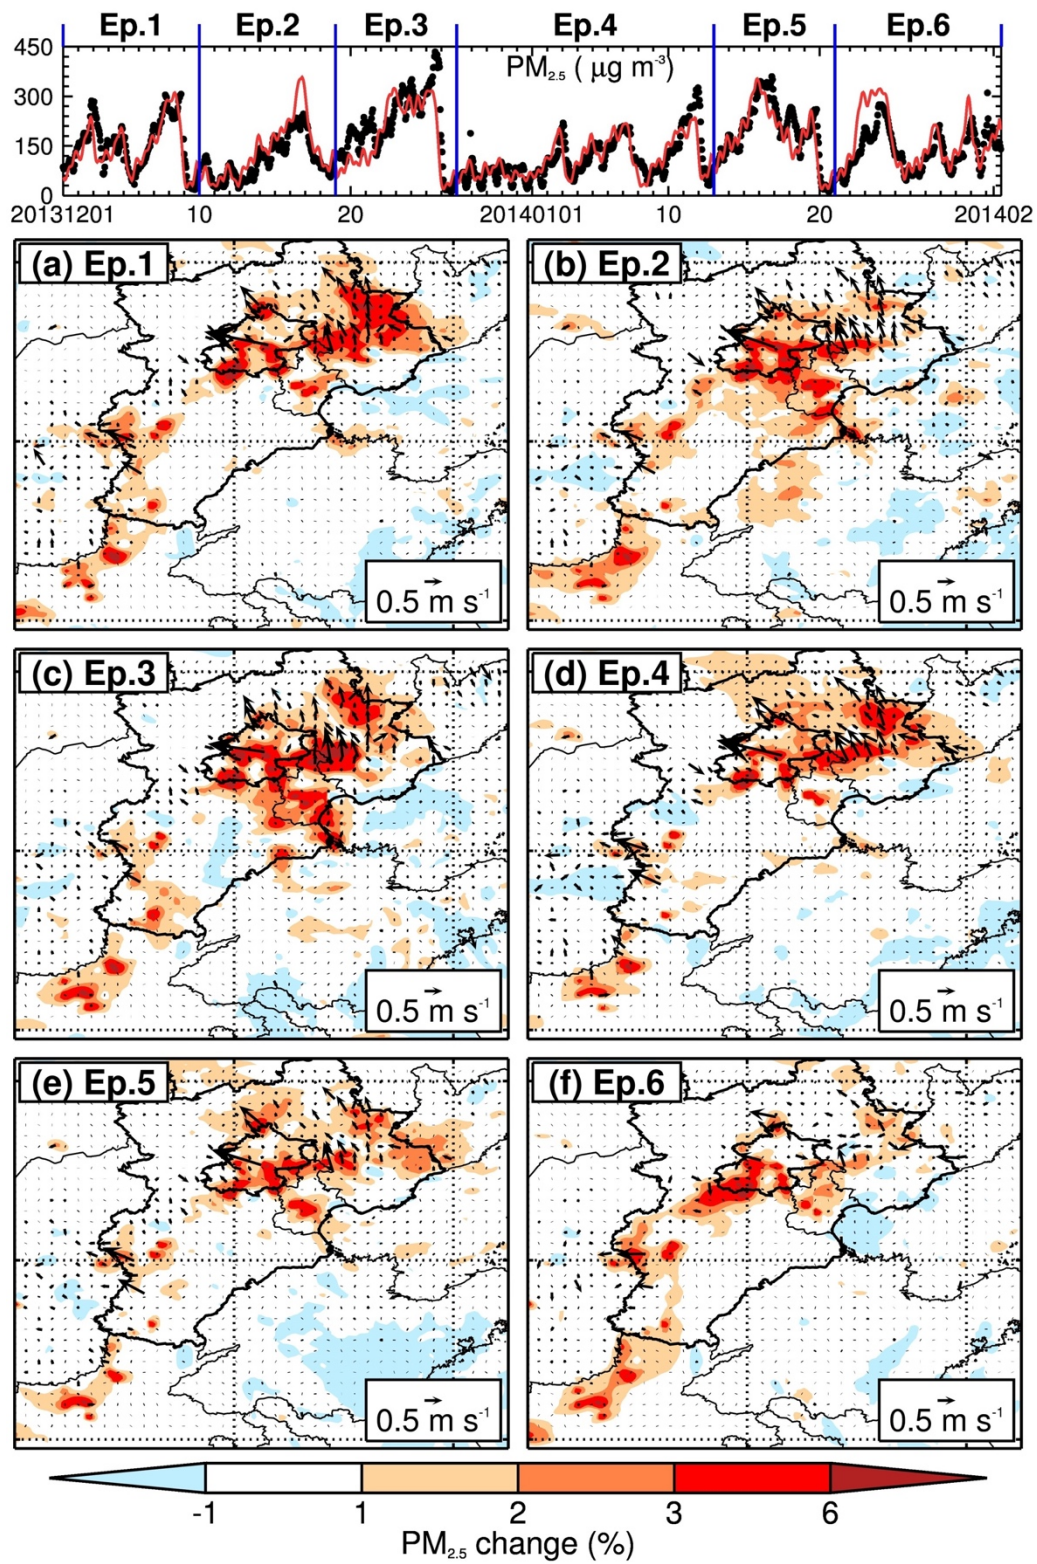 Ep.1 Ep.2 Ep.3 Ep.4 Ep.5 Ep.6
450
PM2.5 ( μg m-3)
300
150
0
20131201 10 20 20140101 10 20 201402
(a) Ep.1 (b) Ep.2
0.5 m s-1 0.5 m s-1
(c) Ep.3 (d) Ep.4
0.5 m s-1 0.5 m s-1
(e) Ep.5 (f) Ep.6
0.5 m s-1 0.5 m s-1
-1 1 2 3 6
PM2.5 change (%)